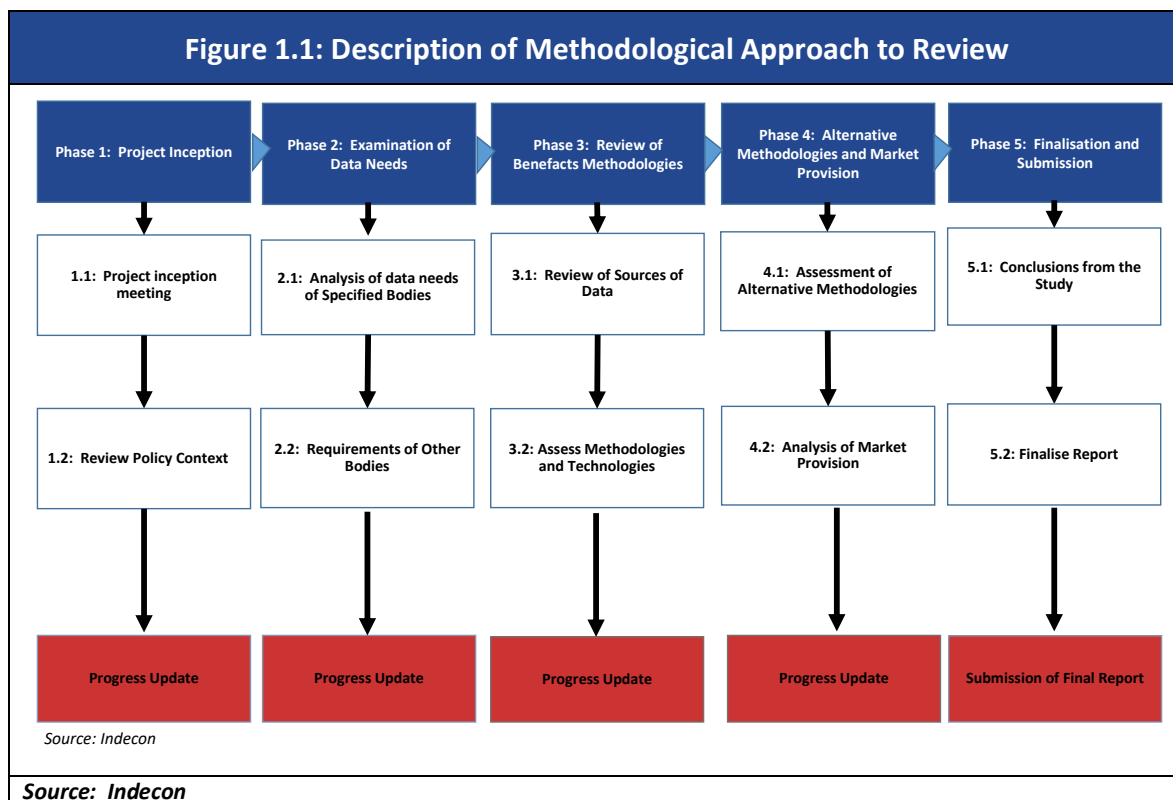 Figure 1.1: Description of Methodological Approach to Review
Phase 1: Project Inception
Phase 2: Examination of
Data Needs
Phase 3: Review of
Benefacts Methodologies
Phase 4: Alternative
Methodologies and Market
Provision
Phase 5: Finalisation and
Submission
1.1: Project inception
meeting
2.1: Analysis of data needs
of Specified Bodies
3.1: Review of Sources of
Data
4.1: Assessment of
Alternative Methodologies
5.1: Conclusions from the
Study
1.2: Review Policy Context
2.2: Requirements of Other
Bodies
3.2: Assess Methodologies
and Technologies
4.2: Analysis of Market
Provision
5.2: Finalise Report
Progress Update
Progress Update
Progress Update
Progress Update
Submission of Final Report
Source: Indecon
Source: Indecon